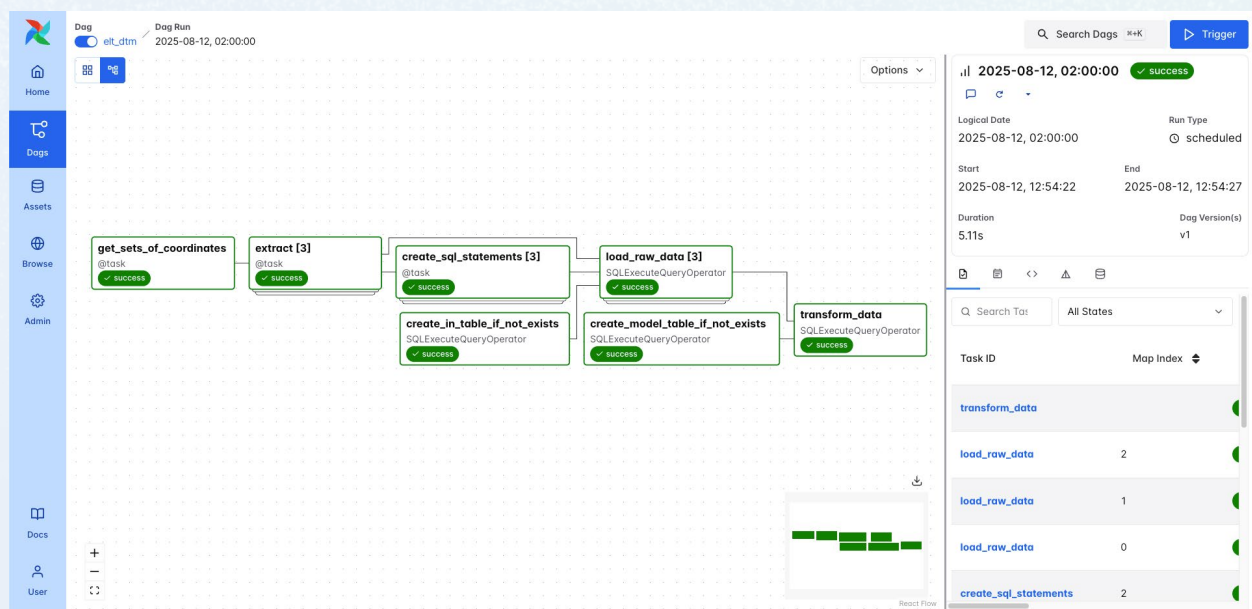 Dag
elt_dtm
/
Dag Run
2025-08-12, 02:00:00
Search Dags ⌘+K
Trigger
Home
Dags
Assets
Browse
Admin
Docs
User
Options
get_sets_of_coordinates
@task
success
extract [3]
@task
success
create_sql_statements [3]
@task
success
load_raw_data [3]
SQLExecuteQueryOperator
success
create_in_table_if_not_exists
SQLExecuteQueryOperator
success
create_model_table_if_not_exists
SQLExecuteQueryOperator
success
transform_data
SQLExecuteQueryOperator
success
React Flow
2025-08-12, 02:00:00 success
Logical Date
2025-08-12, 02:00:00
Run Type
scheduled
Start
2025-08-12, 12:54:22
End
2025-08-12, 12:54:27
Duration
5.11s
Dag Version(s)
v1
Search Tas
All States
Task ID Map Index
transform_data
load_raw_data 2
load_raw_data 1
load_raw_data 0
create_sql_statements 2